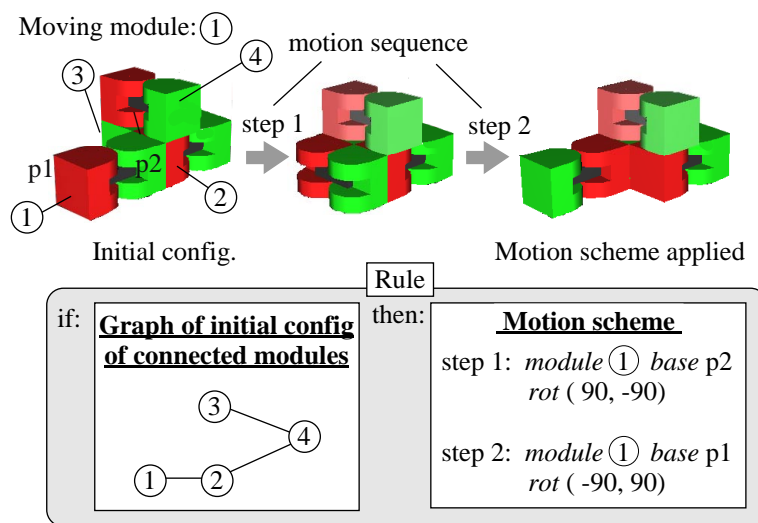 Moving module: ①
motion sequence
③
④
step 1
step 2
p1
p2
①
②
Initial config.
Motion scheme applied
Rule
if:
Graph of initial config
of connected modules
③
④
①
②
then:
Motion scheme
step 1: module ① base p2
rot ( 90, -90)
step 2: module ① base p1
rot ( -90, 90)